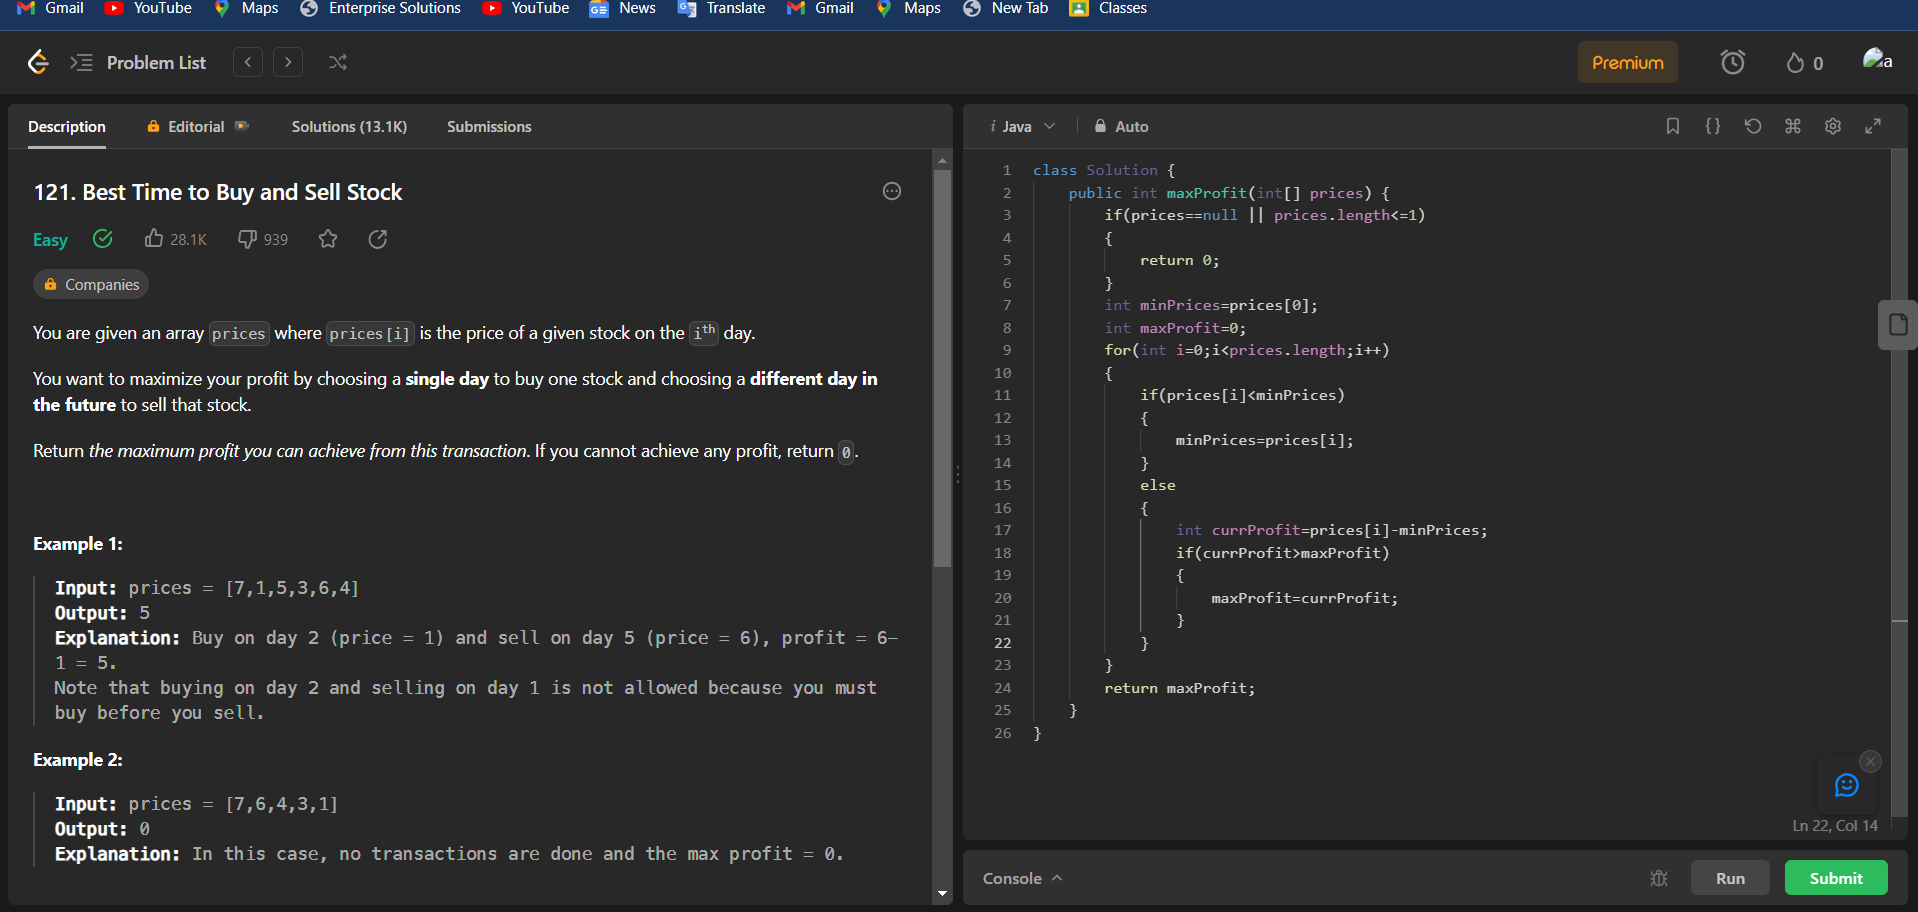 Gmail YouTube Maps Enterprise Solutions YouTube News Translate Gmail Maps New Tab Classes
Problem List Premium 0 a
Description Editorial Solutions (13.1K) Submissions
121. Best Time to Buy and Sell Stock
Easy 28.1K 939
Companies
You are given an array prices where prices[i] is the price of a given stock on the ith day.
You want to maximize your profit by choosing a single day to buy one stock and choosing a different day in
the future to sell that stock.
Return the maximum profit you can achieve from this transaction. If you cannot achieve any profit, return 0.
Example 1:
Input: prices = [7,1,5,3,6,4]
Output: 5
Explanation: Buy on day 2 (price = 1) and sell on day 5 (price = 6), profit = 6-
1 = 5.
Note that buying on day 2 and selling on day 1 is not allowed because you must
buy before you sell.
Example 2:
Input: prices = [7,6,4,3,1]
Output: 0
Explanation: In this case, no transactions are done and the max profit = 0.
i Java Auto
1 class Solution {
2 public int maxProfit(int[] prices) {
3 if(prices==null || prices.length<=1)
4 {
5 return 0;
6 }
7 int minPrices=prices[0];
8 int maxProfit=0;
9 for(int i=0;i<prices.length;i++)
10 {
11 if(prices[i]<minPrices)
12 {
13 minPrices=prices[i];
14 }
15 else
16 {
17 int currProfit=prices[i]-minPrices;
18 if(currProfit>maxProfit)
19 {
20 maxProfit=currProfit;
21 }
22 }
23 }
24 return maxProfit;
25 }
26 }
Ln 22, Col 14
Console Run Submit